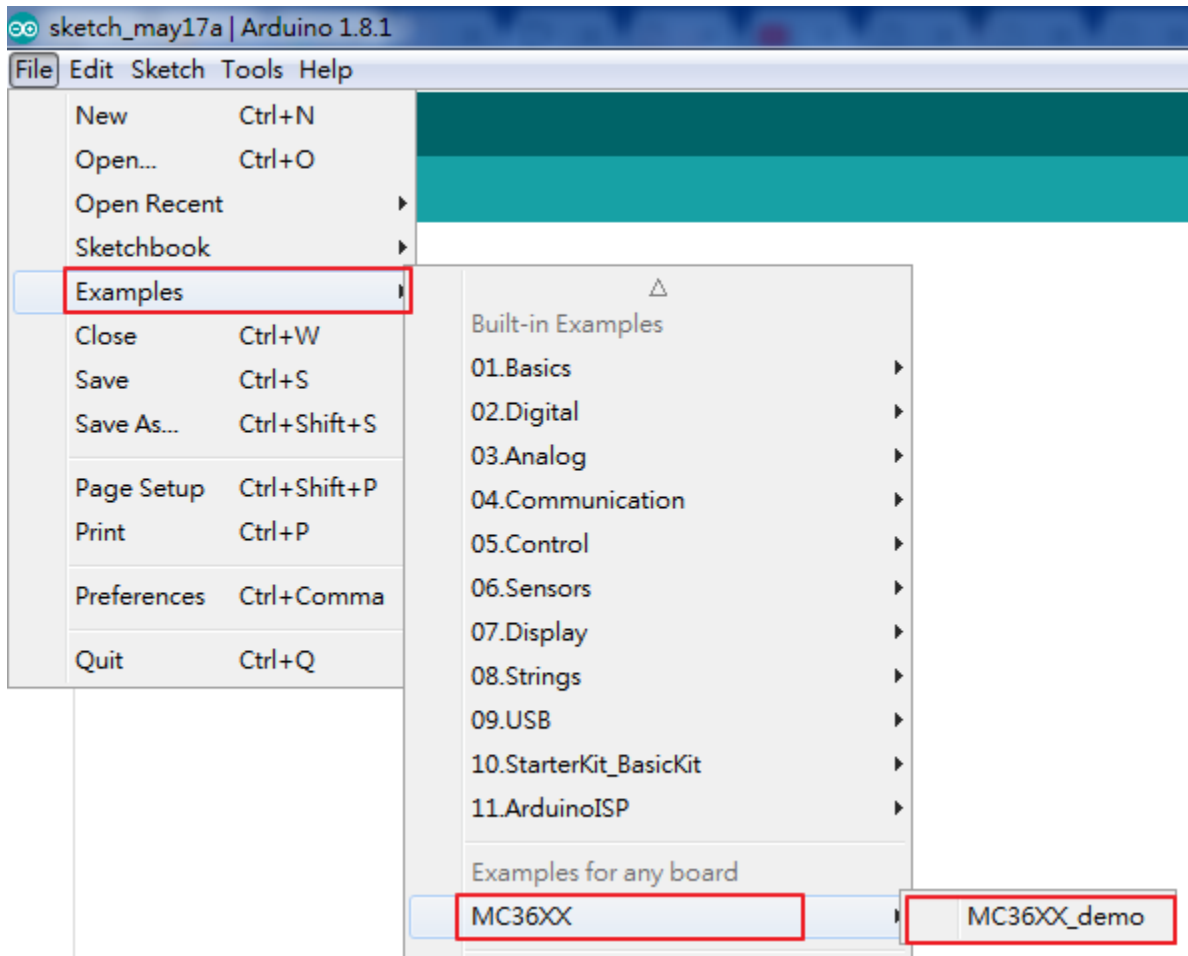 sketch_may17a | Arduino 1.8.1
File Edit Sketch Tools Help
New Ctrl+N
Open... Ctrl+O
Open Recent
Sketchbook
Examples
Close Ctrl+W
Save Ctrl+S
Save As... Ctrl+Shift+S
Page Setup Ctrl+Shift+P
Print Ctrl+P
Preferences Ctrl+Comma
Quit Ctrl+Q
Built-in Examples
01.Basics
02.Digital
03.Analog
04.Communication
05.Control
06.Sensors
07.Display
08.Strings
09.USB
10.StarterKit_BasicKit
11.ArduinoISP
Examples for any board
MC36XX
MC36XX_demo